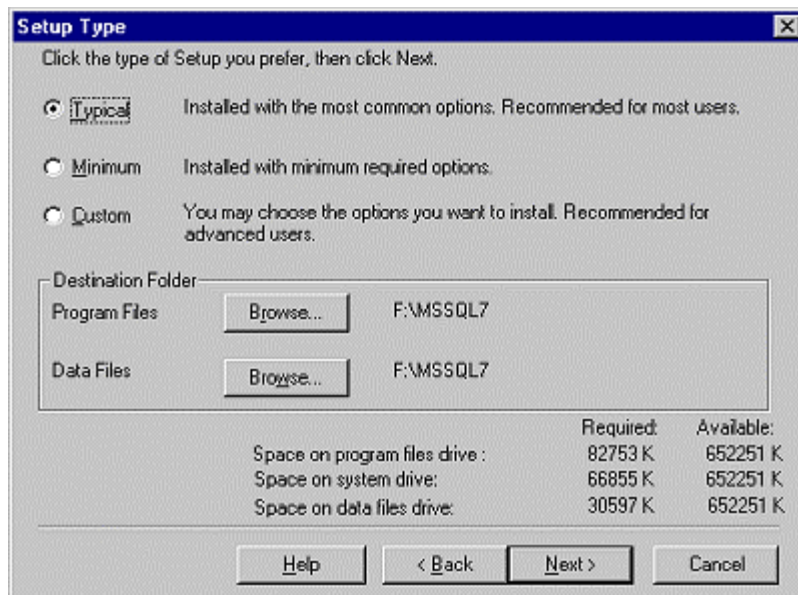 Setup Type
Click the type of Setup you prefer, then click Next.
Typical Installed with the most common options. Recommended for most users.
Minimum Installed with minimum required options.
Custom You may choose the options you want to install. Recommended for
advanced users.
Destination Folder
Program Files Browse... F:\MSSQL7
Data Files Browse... F:\MSSQL7
Required: Available:
Space on program files drive : 82753 K 652251 K
Space on system drive: 66855 K 652251 K
Space on data files drive: 30597 K 652251 K
Help < Back Next > Cancel